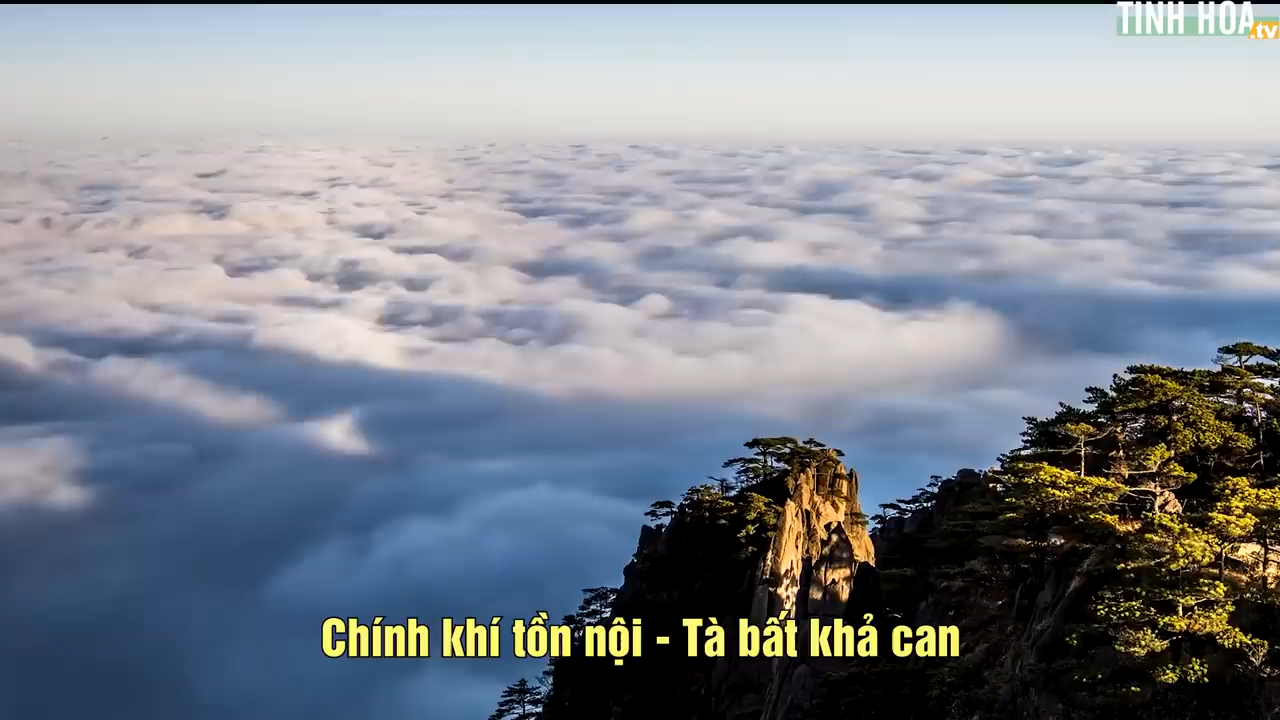 TINH HOA
.tv
Chính khí tồn nội - Tà bất khả can